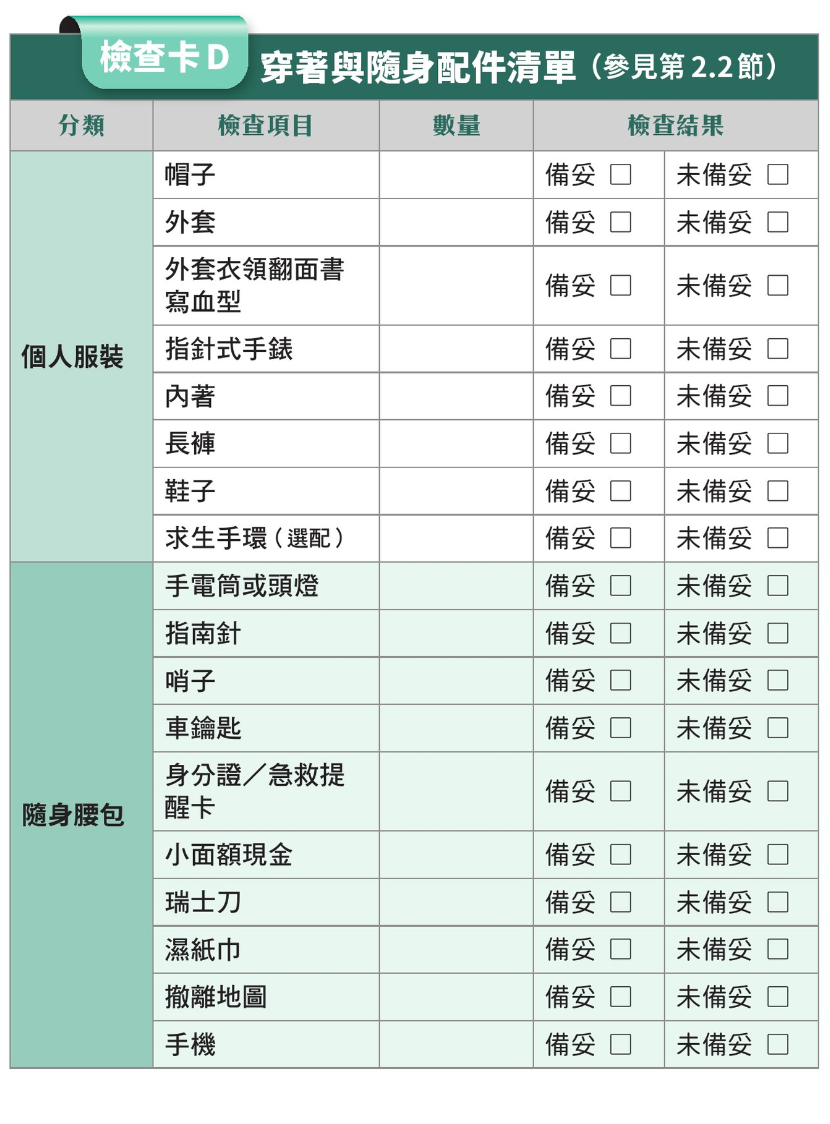 檢查卡 D 穿著與隨身配件清單（參見第 2.2 節）
分類 檢查項目 數量 檢查結果
個人服裝
帽子 備妥 □ 未備妥 □
外套 備妥 □ 未備妥 □
外套衣領翻面書
寫血型 備妥 □ 未備妥 □
指針式手錶 備妥 □ 未備妥 □
內著 備妥 □ 未備妥 □
長褲 備妥 □ 未備妥 □
鞋子 備妥 □ 未備妥 □
求生手環（選配） 備妥 □ 未備妥 □
隨身腰包
手電筒或頭燈 備妥 □ 未備妥 □
指南針 備妥 □ 未備妥 □
哨子 備妥 □ 未備妥 □
車鑰匙 備妥 □ 未備妥 □
身分證／急救提
醒卡 備妥 □ 未備妥 □
小面額現金 備妥 □ 未備妥 □
瑞士刀 備妥 □ 未備妥 □
濕紙巾 備妥 □ 未備妥 □
撤離地圖 備妥 □ 未備妥 □
手機 備妥 □ 未備妥 □